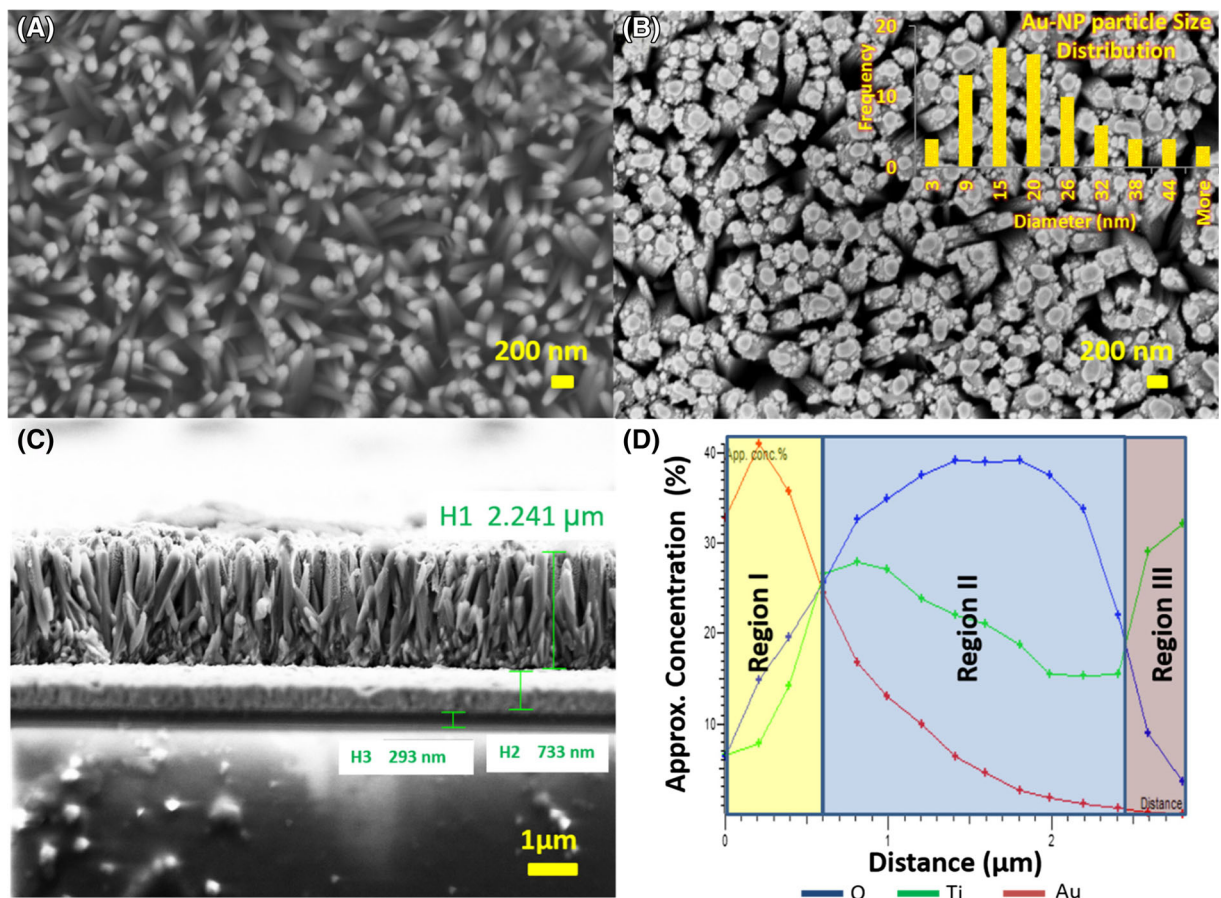 (A)
200 nm
(B)
Au-NP particle Size
Distribution
Frequency
20
10
0
3
9
15
20
26
32
38
44
More
Diameter (nm)
200 nm
(C)
H1 2.241 µm
H3 293 nm
H2 733 nm
1µm
(D)
App. conc.%
Approx. Concentration (%)
40
30
20
10
Region I
Region II
Region III
Distance
0
1
2
Distance (µm)
O
Ti
Au